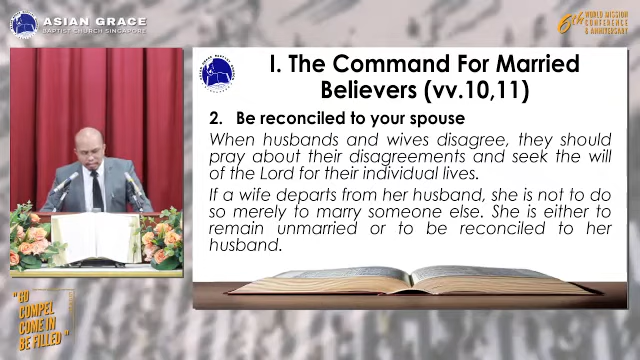 ASIAN GRACE
BAPTIST CHURCH SINGAPORE
6th WORLD MISSION
CONFERENCE
& ANNIVERSARY
I. The Command For Married
Believers (vv.10,11)
2. Be reconciled to your spouse
When husbands and wives disagree, they should
pray about their disagreements and seek the will
of the Lord for their individual lives.
If a wife departs from her husband, she is not to do
so merely to marry someone else. She is either to
remain unmarried or to be reconciled to her
husband.
"GO
COMPEL
COME IN
BE FILLED"